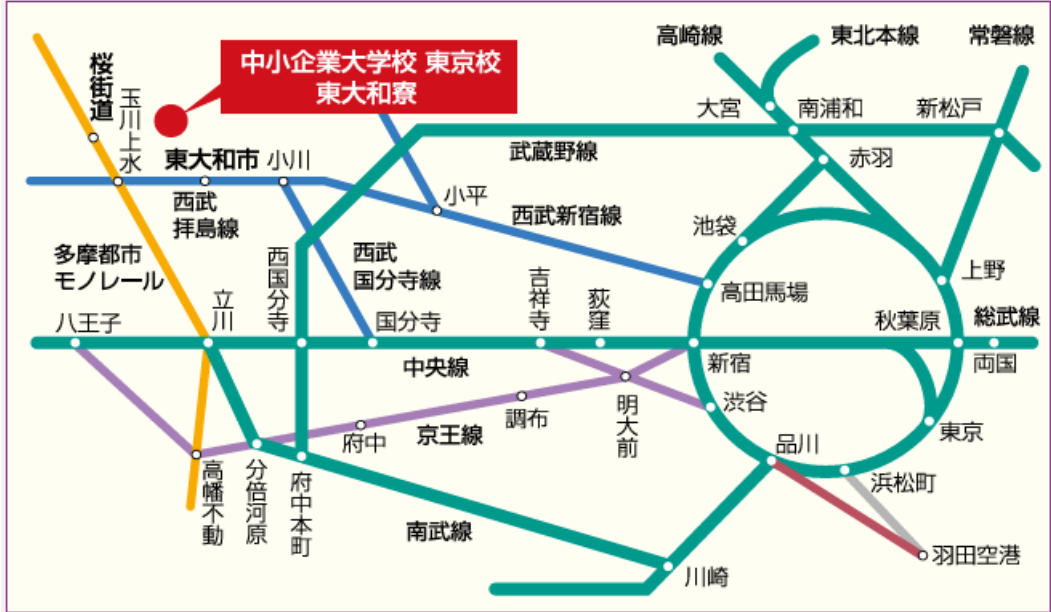 高崎線
東北本線
常磐線
中小企業大学校 東京校
東大和寮
桜街道
玉川上水
大宮
南浦和
新松戸
武蔵野線
赤羽
東大和市
小川
小平
西武
拝島線
西武新宿線
池袋
多摩都市
モノレール
西国分寺
西武
国分寺線
吉祥寺
荻窪
高田馬場
上野
八王子
立川
国分寺
秋葉原
総武線
中央線
新宿
両国
渋谷
明大前
調布
府中
京王線
品川
東京
高幡不動
分倍河原
府中本町
浜松町
南武線
羽田空港
川崎